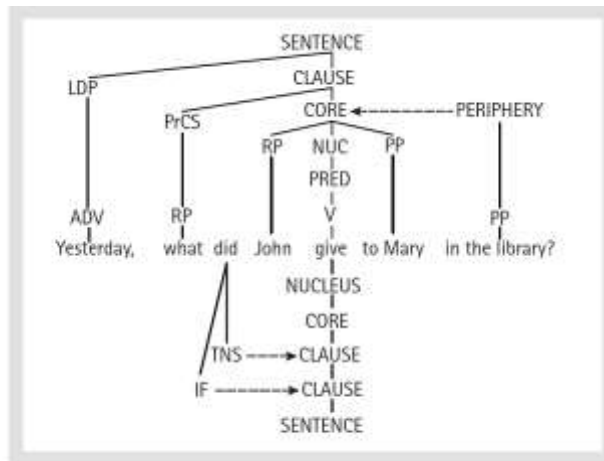 SENTENCE
LDP
CLAUSE
PrCS
CORE PERIPHERY
RP NUC PP
PRED
ADV RP V PP
Yesterday, what did John give to Mary in the library?
NUCLEUS
CORE
TNS CLAUSE
IF CLAUSE
SENTENCE